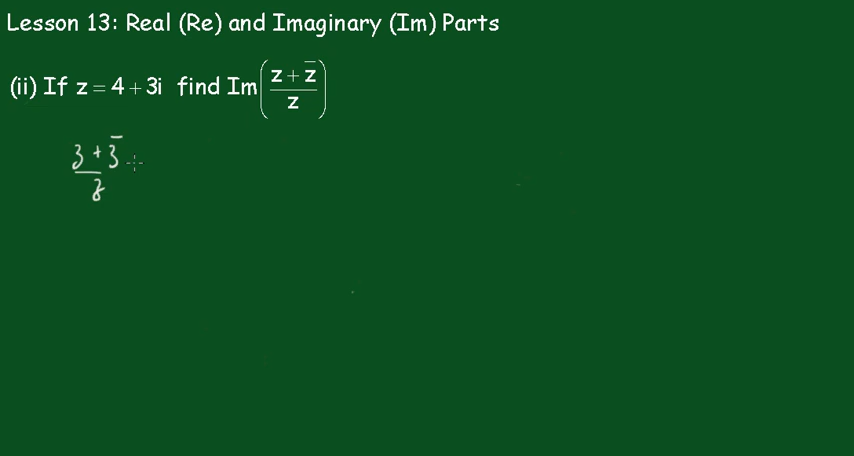 Lesson 13: Real (Re) and Imaginary (Im) Parts
(ii) If z = 4 + 3i find Im((z + z̄)/z)
z + z̄
z